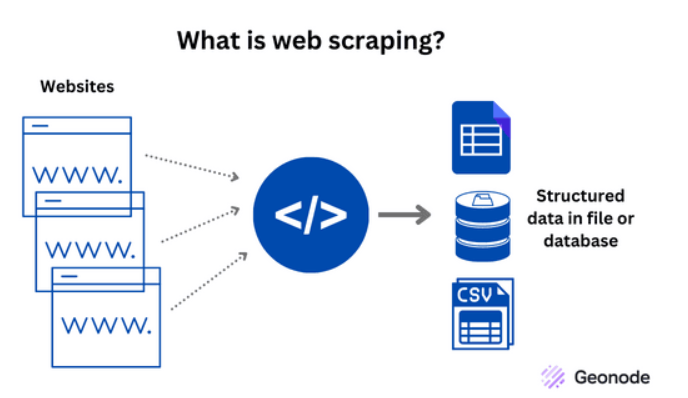 What is web scraping?
Websites
WWW.
WWW.
WWW.
</>
CSV
Structured
data in file or
database
Geonode